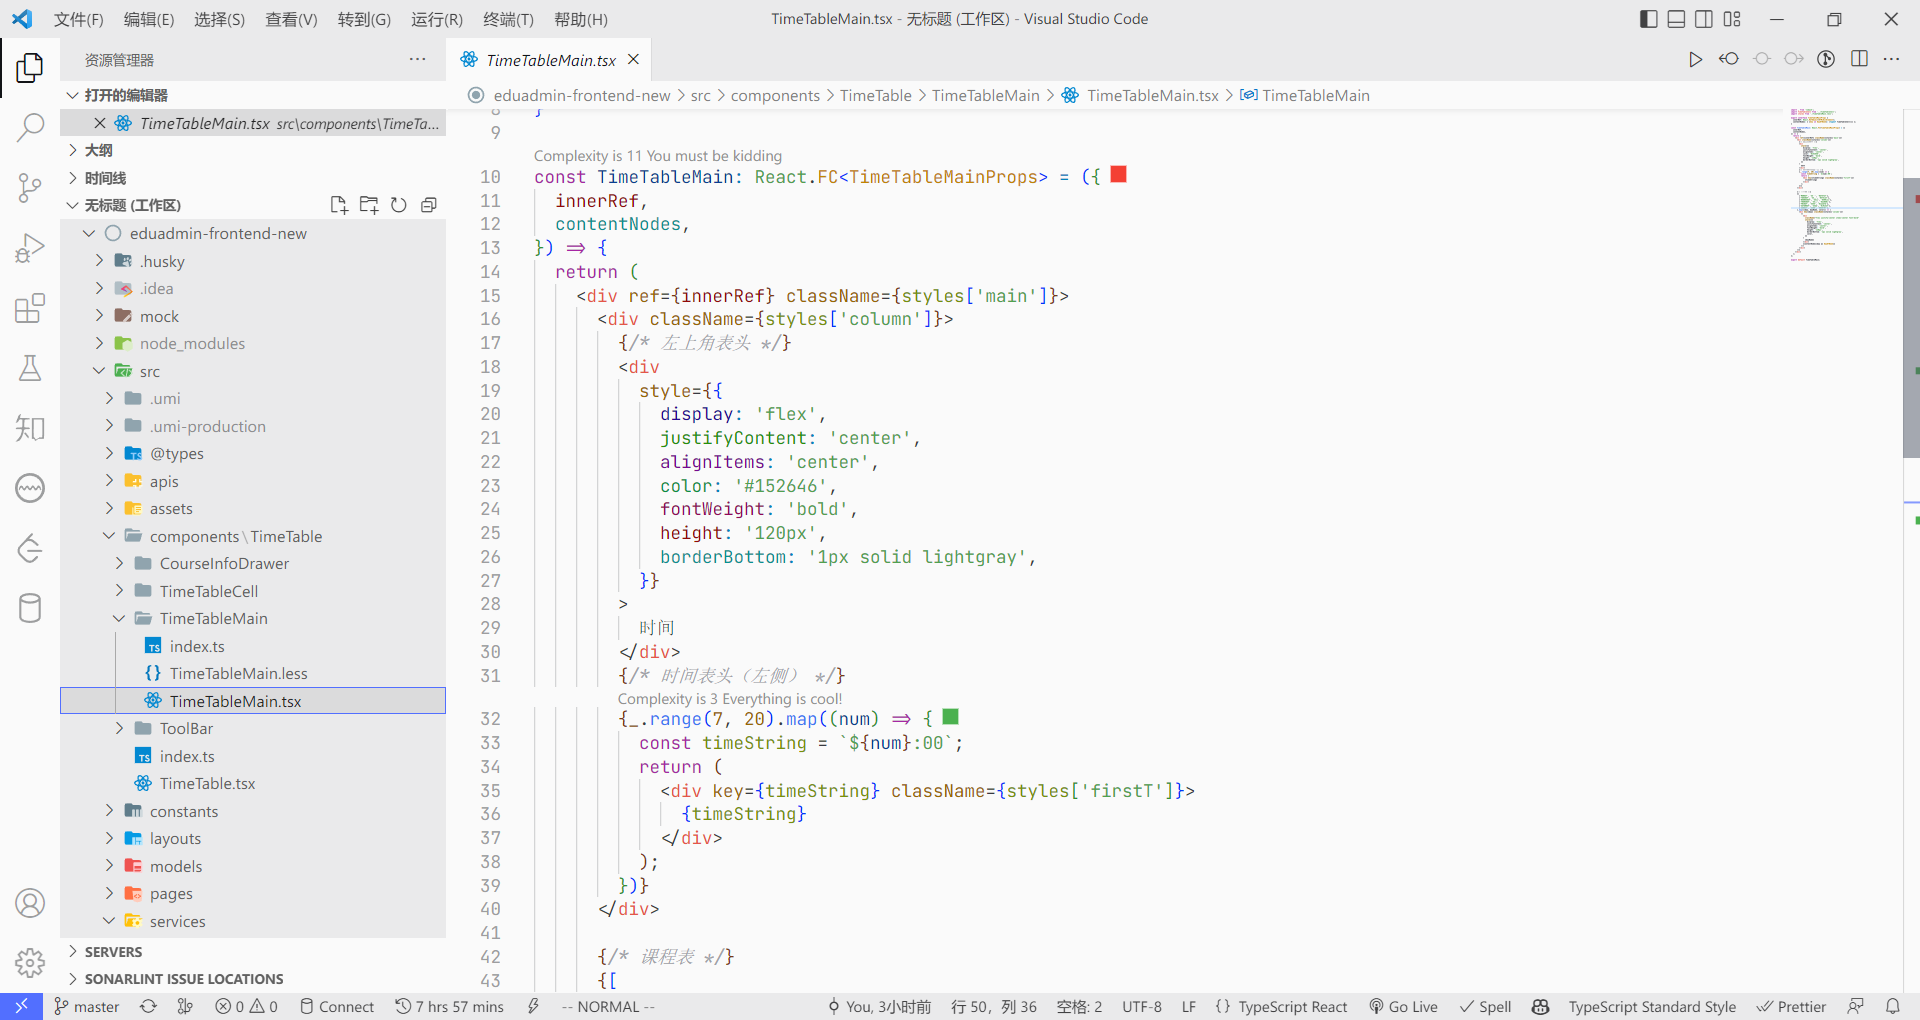 文件(F) 编辑(E) 选择(S) 查看(V) 转到(G) 运行(R) 终端(T) 帮助(H) TimeTableMain.tsx - 无标题 (工作区) - Visual Studio Code
资源管理器
打开的编辑器
TimeTableMain.tsx src\components\TimeTa...
大纲
时间线
无标题 (工作区)
eduadmin-frontend-new
.husky
.idea
mock
node_modules
src
.umi
.umi-production
@types
apis
assets
components\TimeTable
CourseInfoDrawer
TimeTableCell
TimeTableMain
index.ts
TimeTableMain.less
TimeTableMain.tsx
ToolBar
index.ts
TimeTable.tsx
constants
layouts
models
pages
services
SERVERS
SONARLINT ISSUE LOCATIONS
知
TimeTableMain.tsx
eduadmin-frontend-new > src > components > TimeTable > TimeTableMain > TimeTableMain.tsx > TimeTableMain
8 }
9
Complexity is 11 You must be kidding
10 const TimeTableMain: React.FC<TimeTableMainProps> = ({
11 innerRef,
12 contentNodes,
13 }) => {
14 return (
15 <div ref={innerRef} className={styles['main']}>
16 <div className={styles['column']}>
17 {/* 左上角表头 */}
18 <div
19 style={{
20 display: 'flex',
21 justifyContent: 'center',
22 alignItems: 'center',
23 color: '#152646',
24 fontWeight: 'bold',
25 height: '120px',
26 borderBottom: '1px solid lightgray',
27 }}
28 >
29 时间
30 </div>
31 {/* 时间表头（左侧） */}
Complexity is 3 Everything is cool!
32 {_.range(7, 20).map((num) => {
33 const timeString = `${num}:00`;
34 return (
35 <div key={timeString} className={styles['firstT']}>
36 {timeString}
37 </div>
38 );
39 })}
40 </div>
41
42 {/* 课程表 */}
43 {[
master 0 0 Connect 7 hrs 57 mins -- NORMAL -- You, 3小时前 行 50，列 36 空格: 2 UTF-8 LF {} TypeScript React Go Live Spell TypeScript Standard Style Prettier